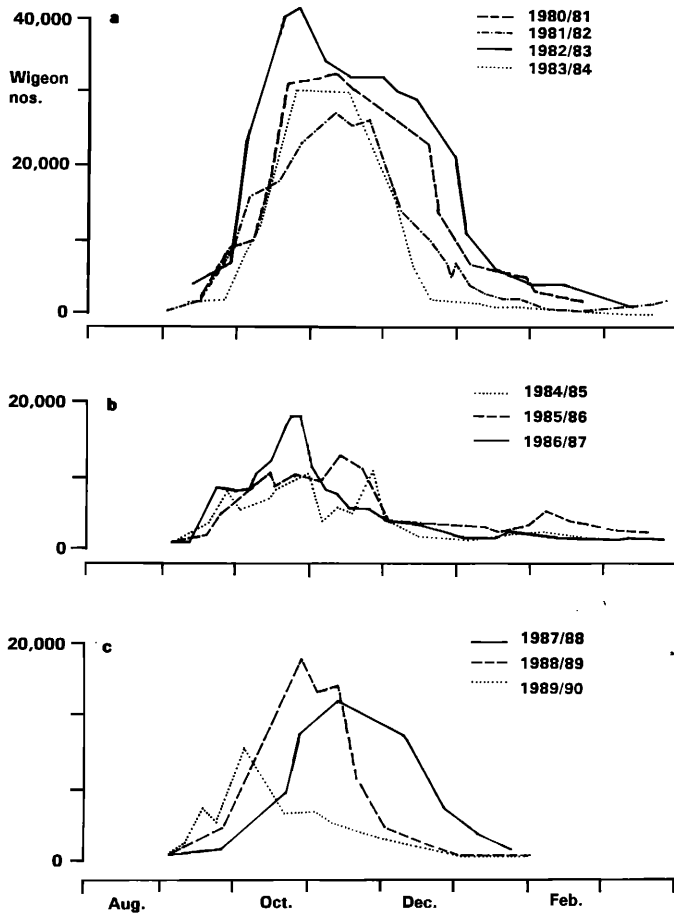 40,000
a
1980/81
1981/82
1982/83
1983/84
Wigeon
nos.
20,000
0
20,000
b
1984/85
1985/86
1986/87
0
20,000
c
1987/88
1988/89
1989/90
0
Aug.
Oct.
Dec.
Feb.